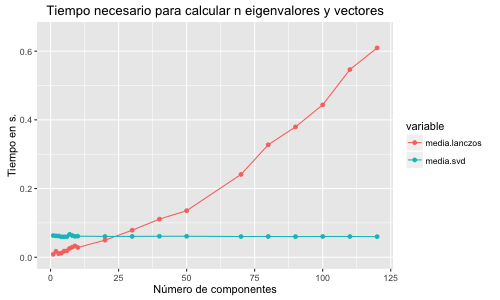 Tiempo necesario para calcular n eigenvalores y vectores
Tiempo en s.
0.6
0.4
0.2
0.0
0 25 50 75 100 125
Número de componentes
variable
media.lanczos
media.svd